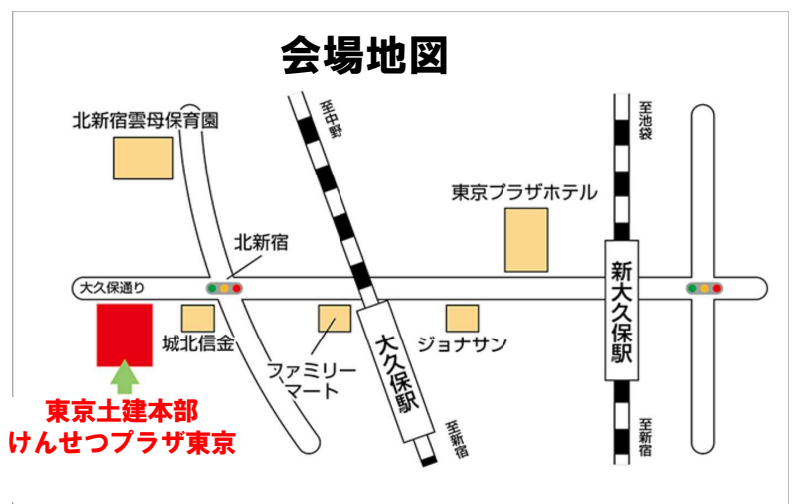 会場地図
至中野
至池袋
北新宿雲母保育園
東京プラザホテル
北新宿
大久保通り
新大久保駅
城北信金
ファミリー
マート
大久保駅
ジョナサン
至新宿
至新宿
東京土建本部
けんせつプラザ東京